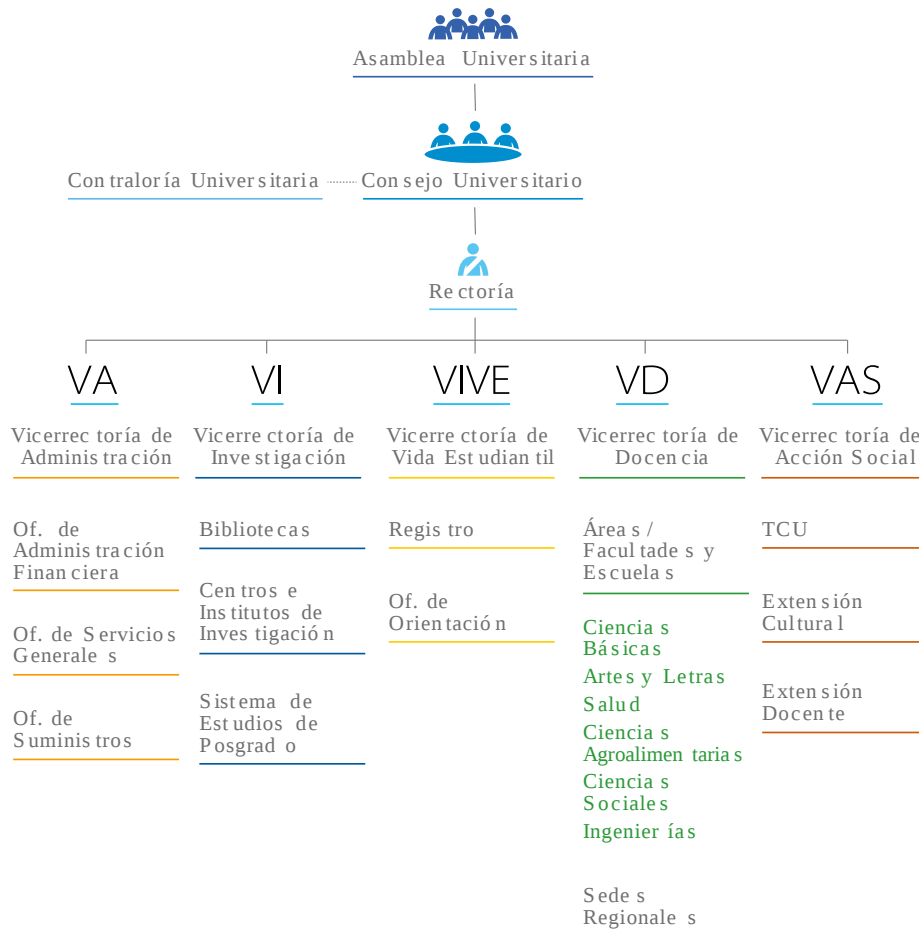 Asamblea Universitaria
Contraloría Universitaria
Consejo Universitario
Rectoría
VA
Vicerrectoría de
Administración
Of. de
Administración
Financiera
Of. de Servicios
Generales
Of. de
Suministros
VI
Vicerrectoría de
Investigación
Bibliotecas
Centros e
Institutos de
Investigación
Sistema de
Estudios de
Posgrado
VIVE
Vicerrectoría de
Vida Estudiantil
Registro
Of. de
Orientación
VD
Vicerrectoría de
Docencia
Áreas /
Facultades y
Escuelas
Ciencias
Básicas
Artes y Letras
Salud
Ciencias
Agroalimentarias
Ciencias
Sociales
Ingenierías
Sedes
Regionales
VAS
Vicerrectoría de
Acción Social
TCU
Extensión
Cultural
Extensión
Docente